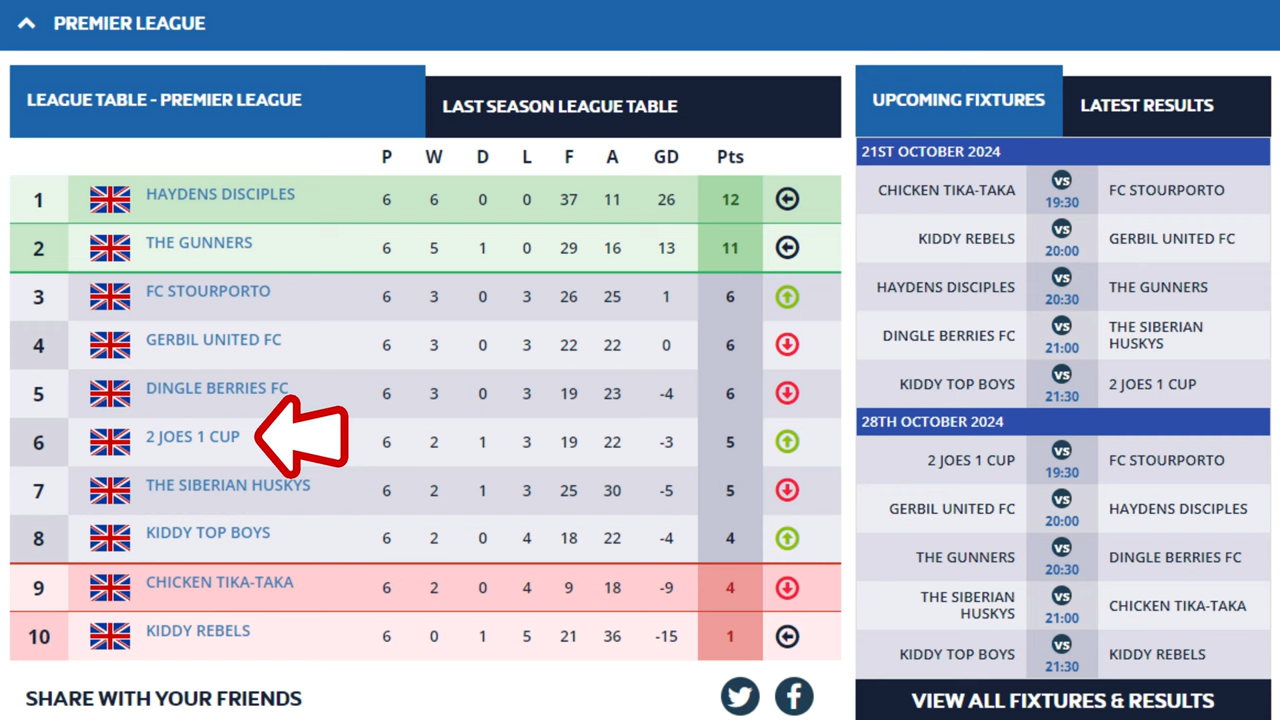 PREMIER LEAGUE
LEAGUE TABLE - PREMIER LEAGUE
LAST SEASON LEAGUE TABLE
P W D L F A GD Pts
1 HAYDENS DISCIPLES 6 6 0 0 37 11 26 12
2 THE GUNNERS 6 5 1 0 29 16 13 11
3 FC STOURPORTO 6 3 0 3 26 25 1 6
4 GERBIL UNITED FC 6 3 0 3 22 22 0 6
5 DINGLE BERRIES FC 6 3 0 3 19 23 -4 6
6 2 JOES 1 CUP 6 2 1 3 19 22 -3 5
7 THE SIBERIAN HUSKYS 6 2 1 3 25 30 -5 5
8 KIDDY TOP BOYS 6 2 0 4 18 22 -4 4
9 CHICKEN TIKA-TAKA 6 2 0 4 9 18 -9 4
10 KIDDY REBELS 6 0 1 5 21 36 -15 1
SHARE WITH YOUR FRIENDS
UPCOMING FIXTURES
LATEST RESULTS
21ST OCTOBER 2024
CHICKEN TIKA-TAKA VS FC STOURPORTO
19:30
KIDDY REBELS VS GERBIL UNITED FC
20:00
HAYDENS DISCIPLES VS THE GUNNERS
20:30
DINGLE BERRIES FC VS THE SIBERIAN
21:00 HUSKYS
KIDDY TOP BOYS VS 2 JOES 1 CUP
21:30
28TH OCTOBER 2024
2 JOES 1 CUP VS FC STOURPORTO
19:30
GERBIL UNITED FC VS HAYDENS DISCIPLES
20:00
THE GUNNERS VS DINGLE BERRIES FC
20:30
THE SIBERIAN VS CHICKEN TIKA-TAKA
HUSKYS 21:00
KIDDY TOP BOYS VS KIDDY REBELS
21:30
VIEW ALL FIXTURES & RESULTS